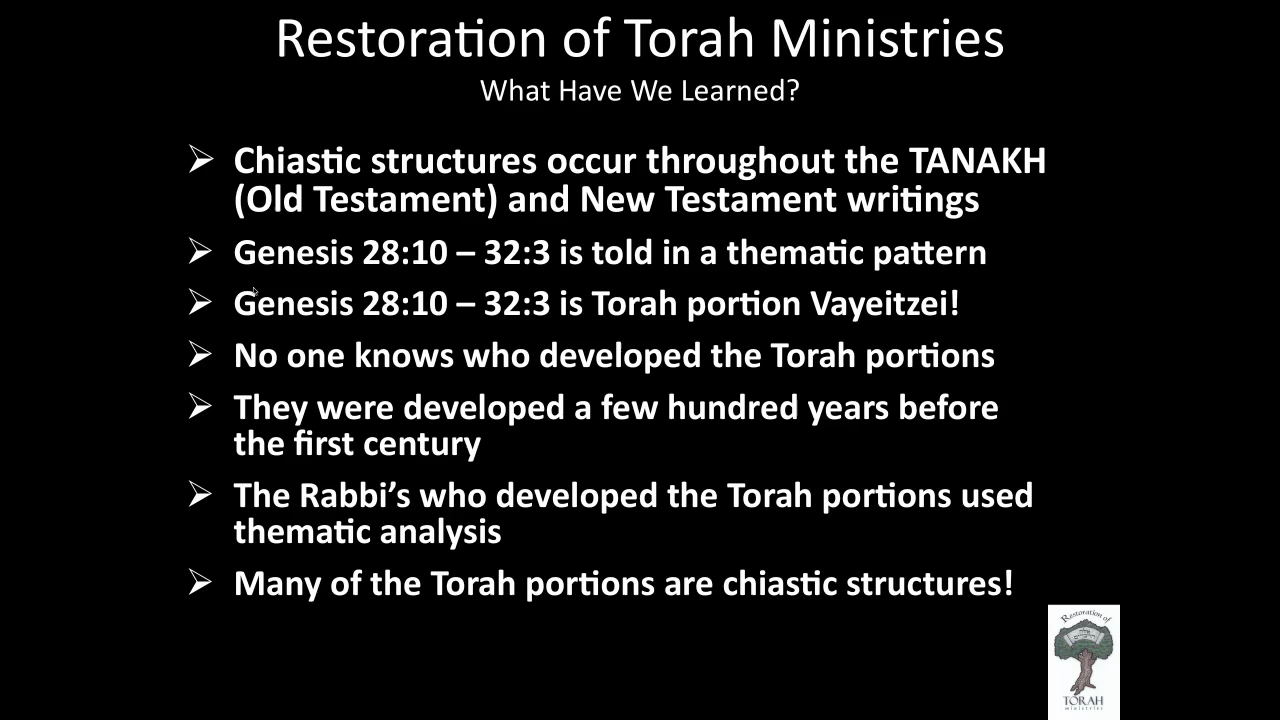 Restoration of Torah Ministries
What Have We Learned?
Chiastic structures occur throughout the TANAKH
(Old Testament) and New Testament writings
Genesis 28:10 – 32:3 is told in a thematic pattern
Genesis 28:10 – 32:3 is Torah portion Vayeitzei!
No one knows who developed the Torah portions
They were developed a few hundred years before
the first century
The Rabbi’s who developed the Torah portions used
thematic analysis
Many of the Torah portions are chiastic structures!
Restoration of
TORAH
ministries